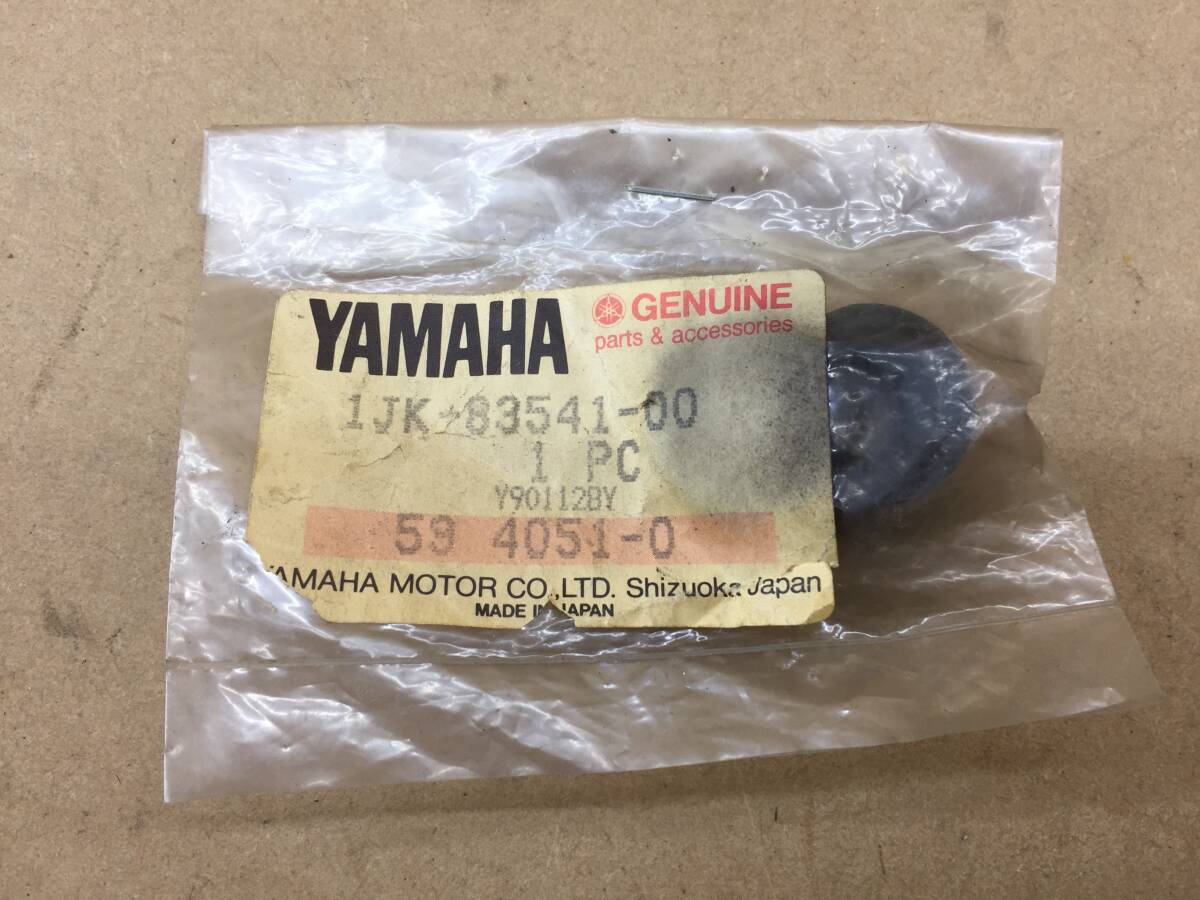 YAMAHA
GENUINE
parts & accessories
1JK-83541-00
1 PC
Y90112BY
59 4051-0
YAMAHA MOTOR CO.,LTD. Shizuoka Japan
MADE IN JAPAN